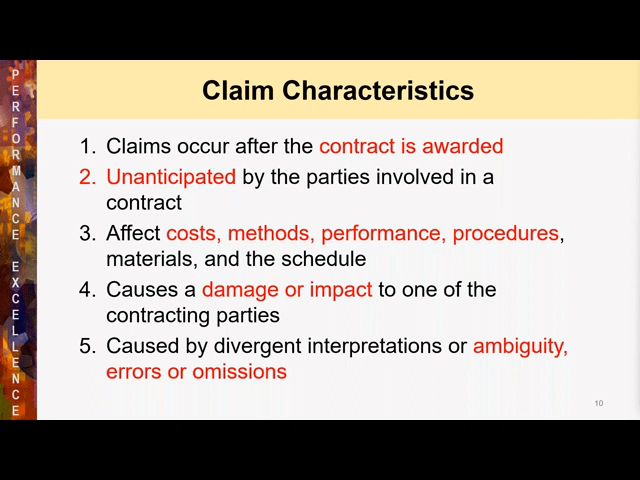 PERFORMANCE EXCELLENCE
Claim Characteristics
1. Claims occur after the contract is awarded
2. Unanticipated by the parties involved in a
contract
3. Affect costs, methods, performance, procedures,
materials, and the schedule
4. Causes a damage or impact to one of the
contracting parties
5. Caused by divergent interpretations or ambiguity,
errors or omissions
10